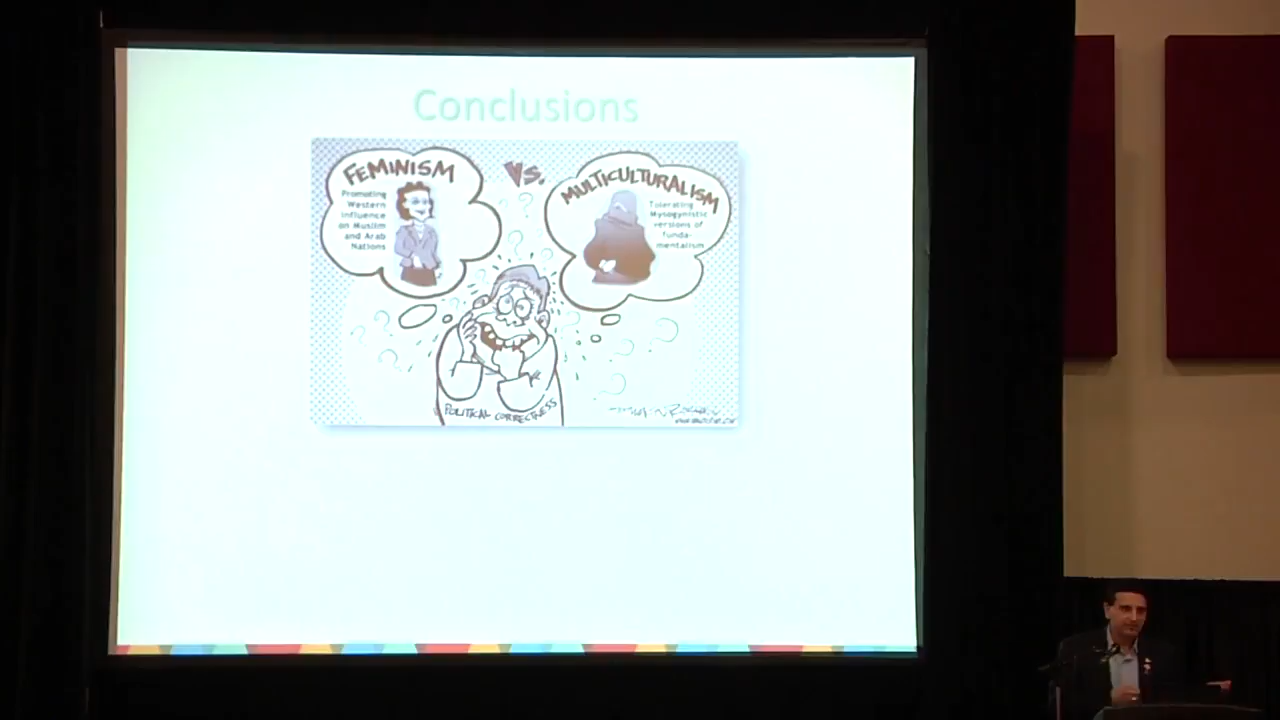 Conclusions
FEMINISM
Promoting
Western
Influence
on Muslim
and Arab
Nations
VS.
MULTICULTURALISM
Tolerating
Mysogynistic
versions of
funda-
mentalism
POLITICAL CORRECTNESS